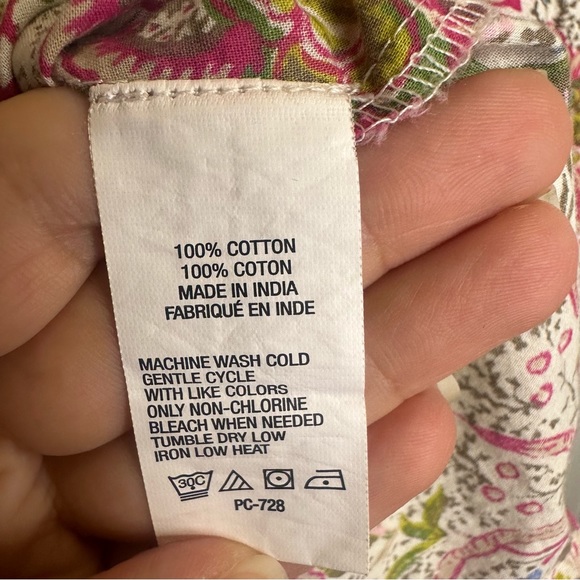 100% COTTON
100% COTON
MADE IN INDIA
FABRIQUÉ EN INDE
MACHINE WASH COLD
GENTLE CYCLE
WITH LIKE COLORS
ONLY NON-CHLORINE
BLEACH WHEN NEEDED
TUMBLE DRY LOW
IRON LOW HEAT
30C
PC-728